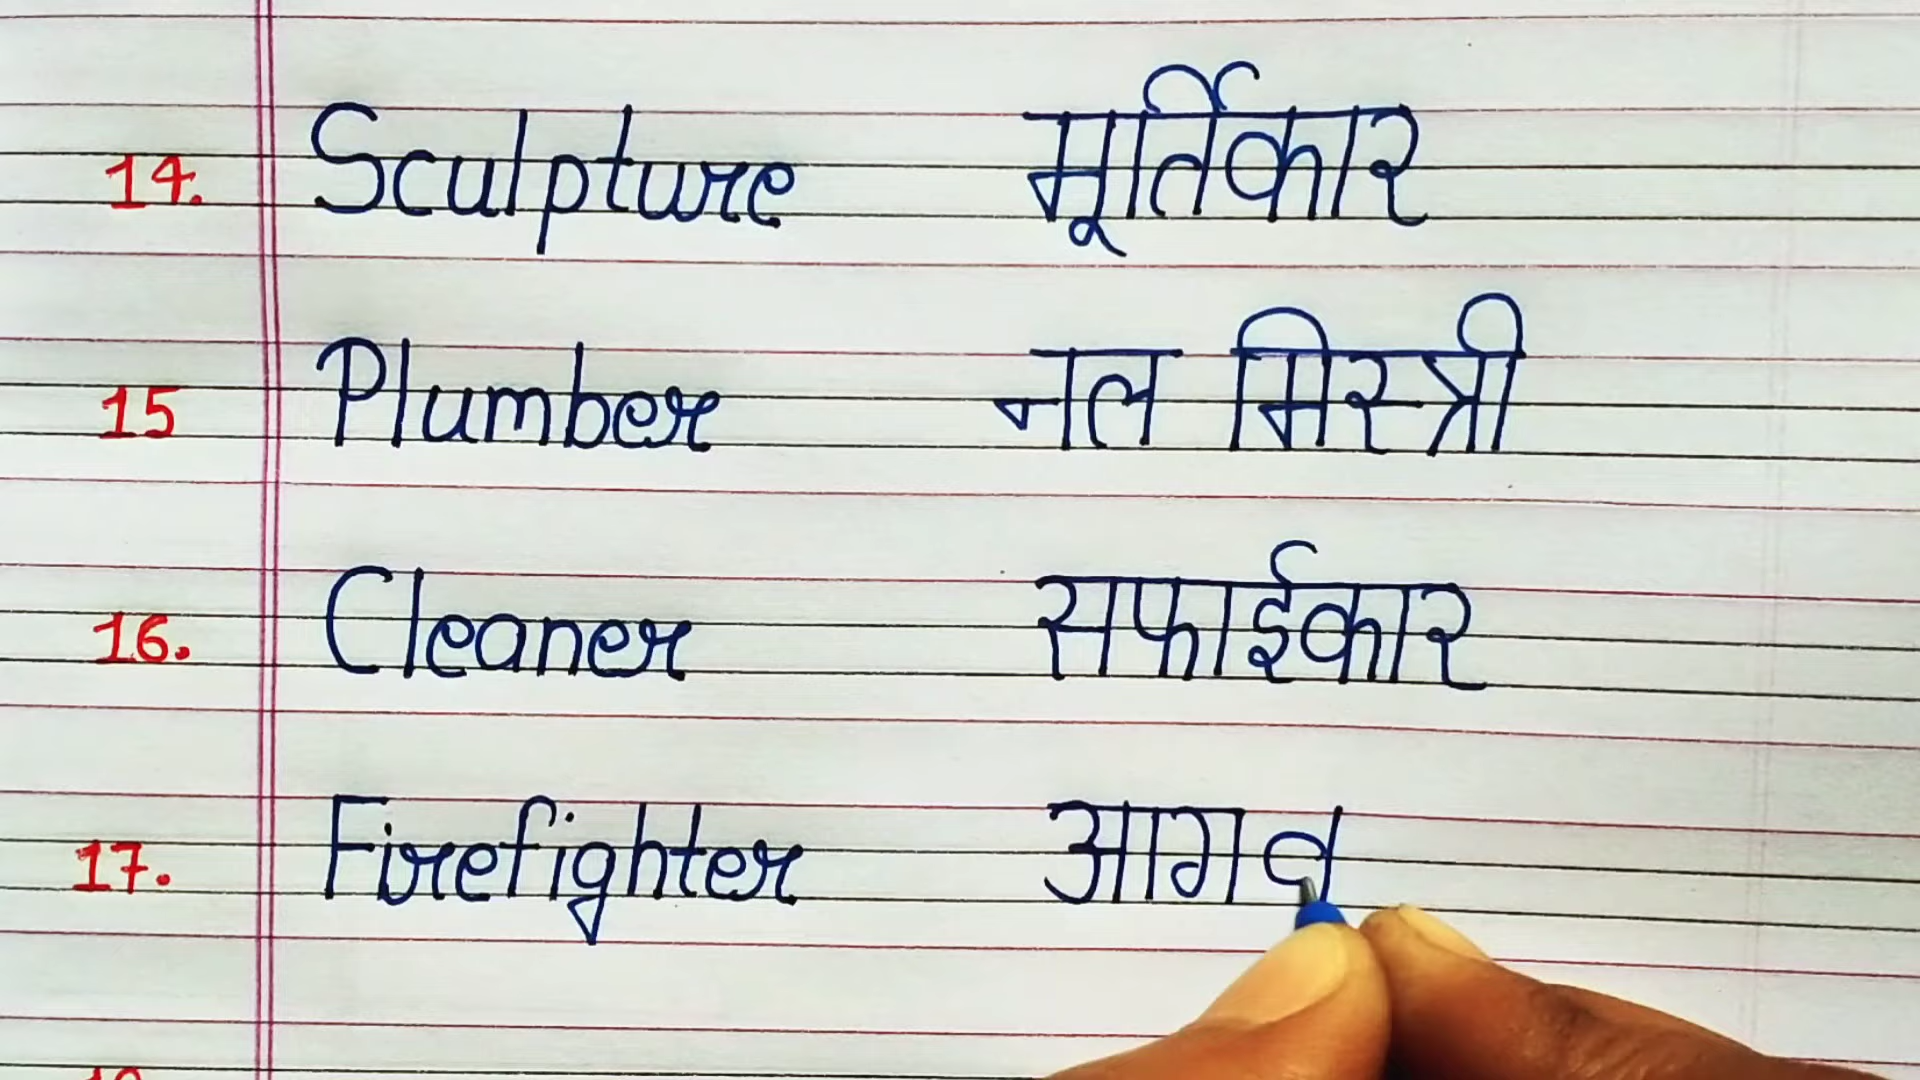 14. Sculpture मूर्तिकार
15 Plumber नल मिस्त्री
16. Cleaner सफाईकार
17. Firefighter आग